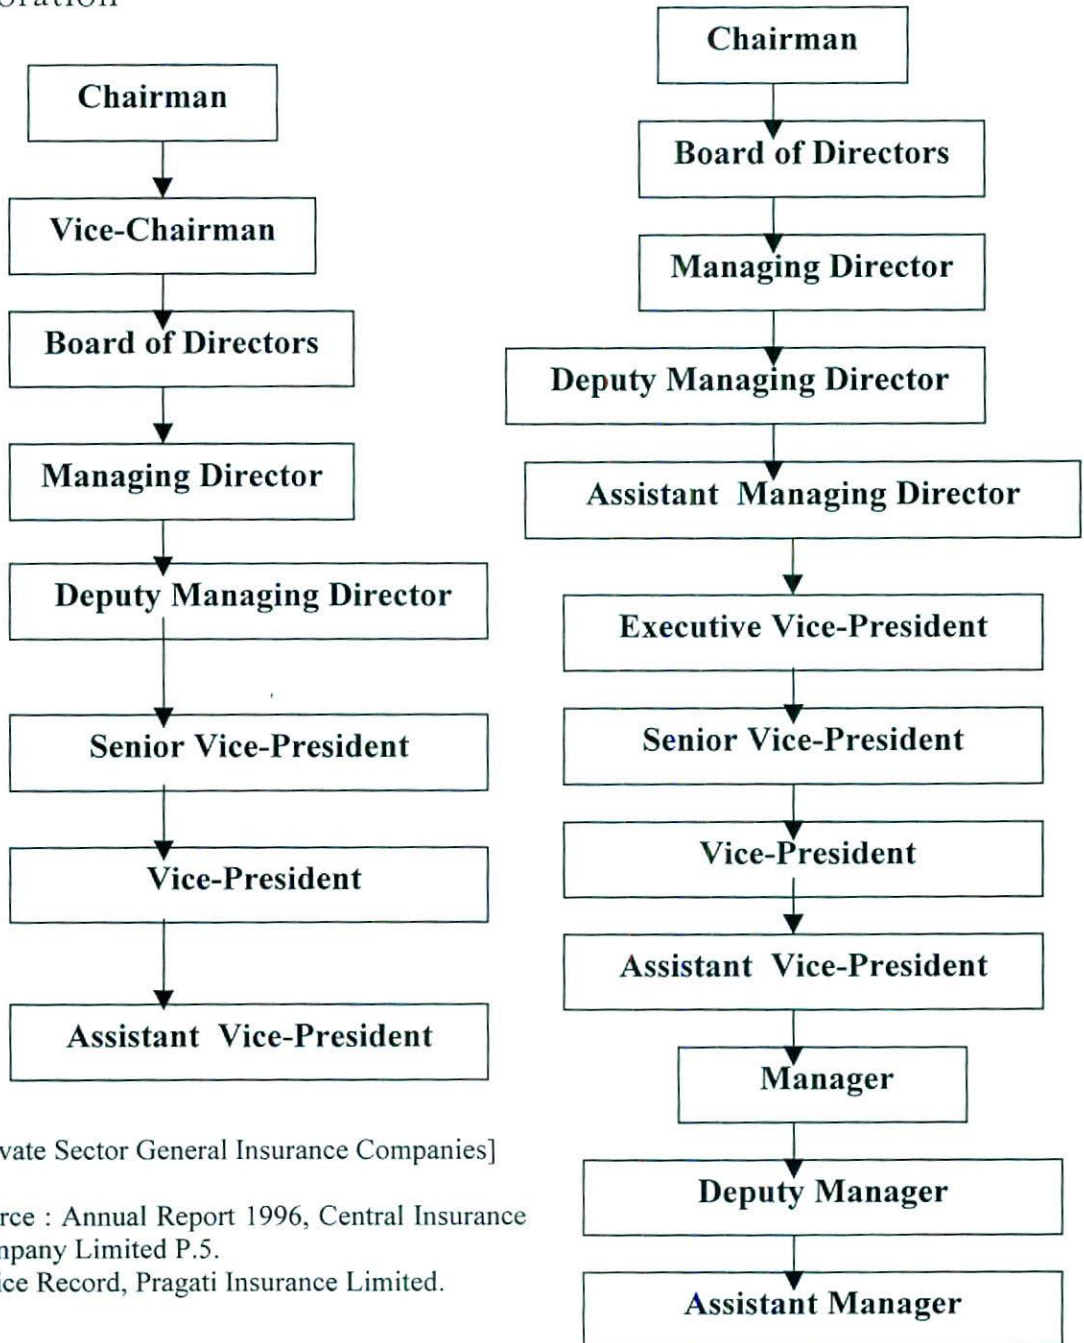 Chairman
Vice-Chairman
Board of Directors
Managing Director
Deputy Managing Director
Senior Vice-President
Vice-President
Assistant Vice-President
vate Sector General Insurance Companies]
rce : Annual Report 1996, Central Insurance
npany Limited P.5.
ice Record, Pragati Insurance Limited.
Chairman
Board of Directors
Managing Director
Deputy Managing Director
Assistant Managing Director
Executive Vice-President
Senior Vice-President
Vice-President
Assistant Vice-President
Manager
Deputy Manager
Assistant Manager